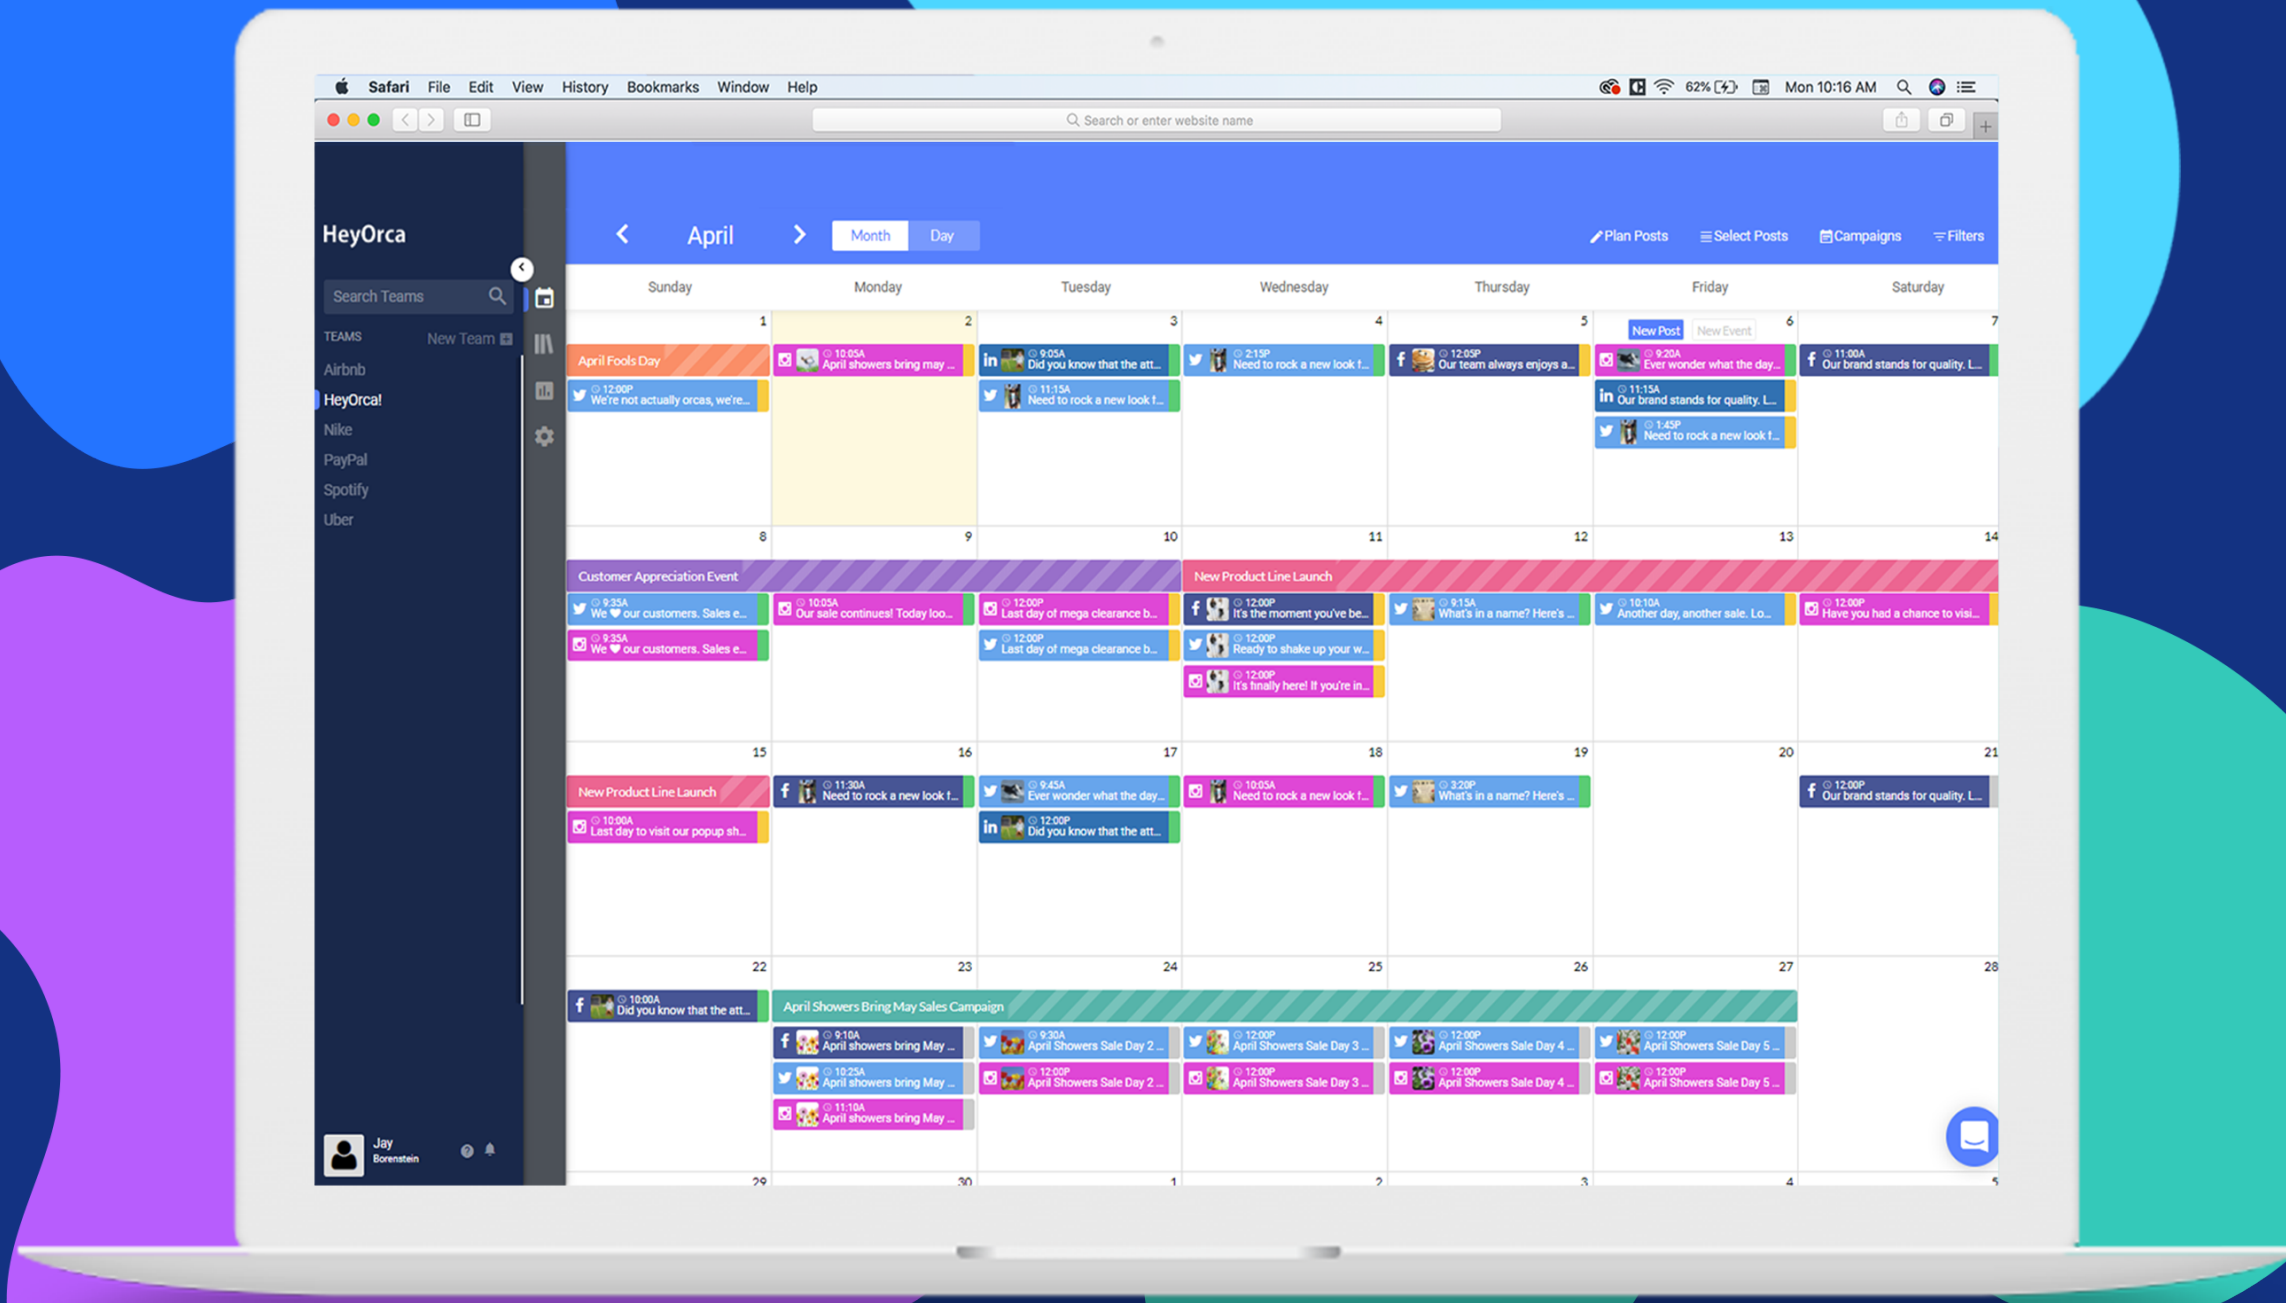 Safari File Edit View History Bookmarks Window Help
62% Mon 10:16 AM
Search or enter website name
HeyOrca
Search Teams
TEAMS New Team
Airbnb
HeyOrca!
Nike
PayPal
Spotify
Uber
Jay
Borenstein
April
Month Day
Plan Posts Select Posts Campaigns Filters
Sunday Monday Tuesday Wednesday Thursday Friday Saturday
1
April Fools Day
12:00P
We're not actually orcas, we're...
2
10:05A
April showers bring may ...
3
9:05A
Did you know that the att...
11:15A
Need to rock a new look f...
4
2:15P
Need to rock a new look f...
5
12:05P
Our team always enjoys a...
New Post New Event 6
9:20A
Ever wonder what the day...
11:15A
Our brand stands for quality. L...
1:45P
Need to rock a new look f...
7
11:00A
Our brand stands for quality. L...
8 9 10 11 12 13 14
Customer Appreciation Event
New Product Line Launch
9:35A
We ♥ our customers. Sales e...
9:35A
We ♥ our customers. Sales e...
10:05A
Our sale continues! Today loo...
12:00P
Last day of mega clearance b...
12:00P
Last day of mega clearance b...
12:00P
It's the moment you've be...
12:00P
Ready to shake up your w...
12:00P
It's finally here! If you're in...
9:15A
What's in a name? Here's ...
10:10A
Another day, another sale. Lo...
12:00P
Have you had a chance to visi...
15 16 17 18 19 20 21
New Product Line Launch
10:00A
Last day to visit our popup sh...
11:30A
Need to rock a new look f...
9:45A
Ever wonder what the day...
12:00P
Did you know that the att...
10:05A
Need to rock a new look f...
3:20P
What's in a name? Here's ...
12:00P
Our brand stands for quality. L...
22 23 24 25 26 27 28
10:00A
Did you know that the att...
April Showers Bring May Sales Campaign
9:10A
April showers bring May ...
10:25A
April showers bring May ...
11:10A
April showers bring May ...
9:30A
April Showers Sale Day 2 ...
12:00P
April Showers Sale Day 2 ...
12:00P
April Showers Sale Day 3 ...
12:00P
April Showers Sale Day 3 ...
12:00P
April Showers Sale Day 4 ...
12:00P
April Showers Sale Day 4 ...
12:00P
April Showers Sale Day 5 ...
12:00P
April Showers Sale Day 5 ...
29 30 1 2 3 4 5